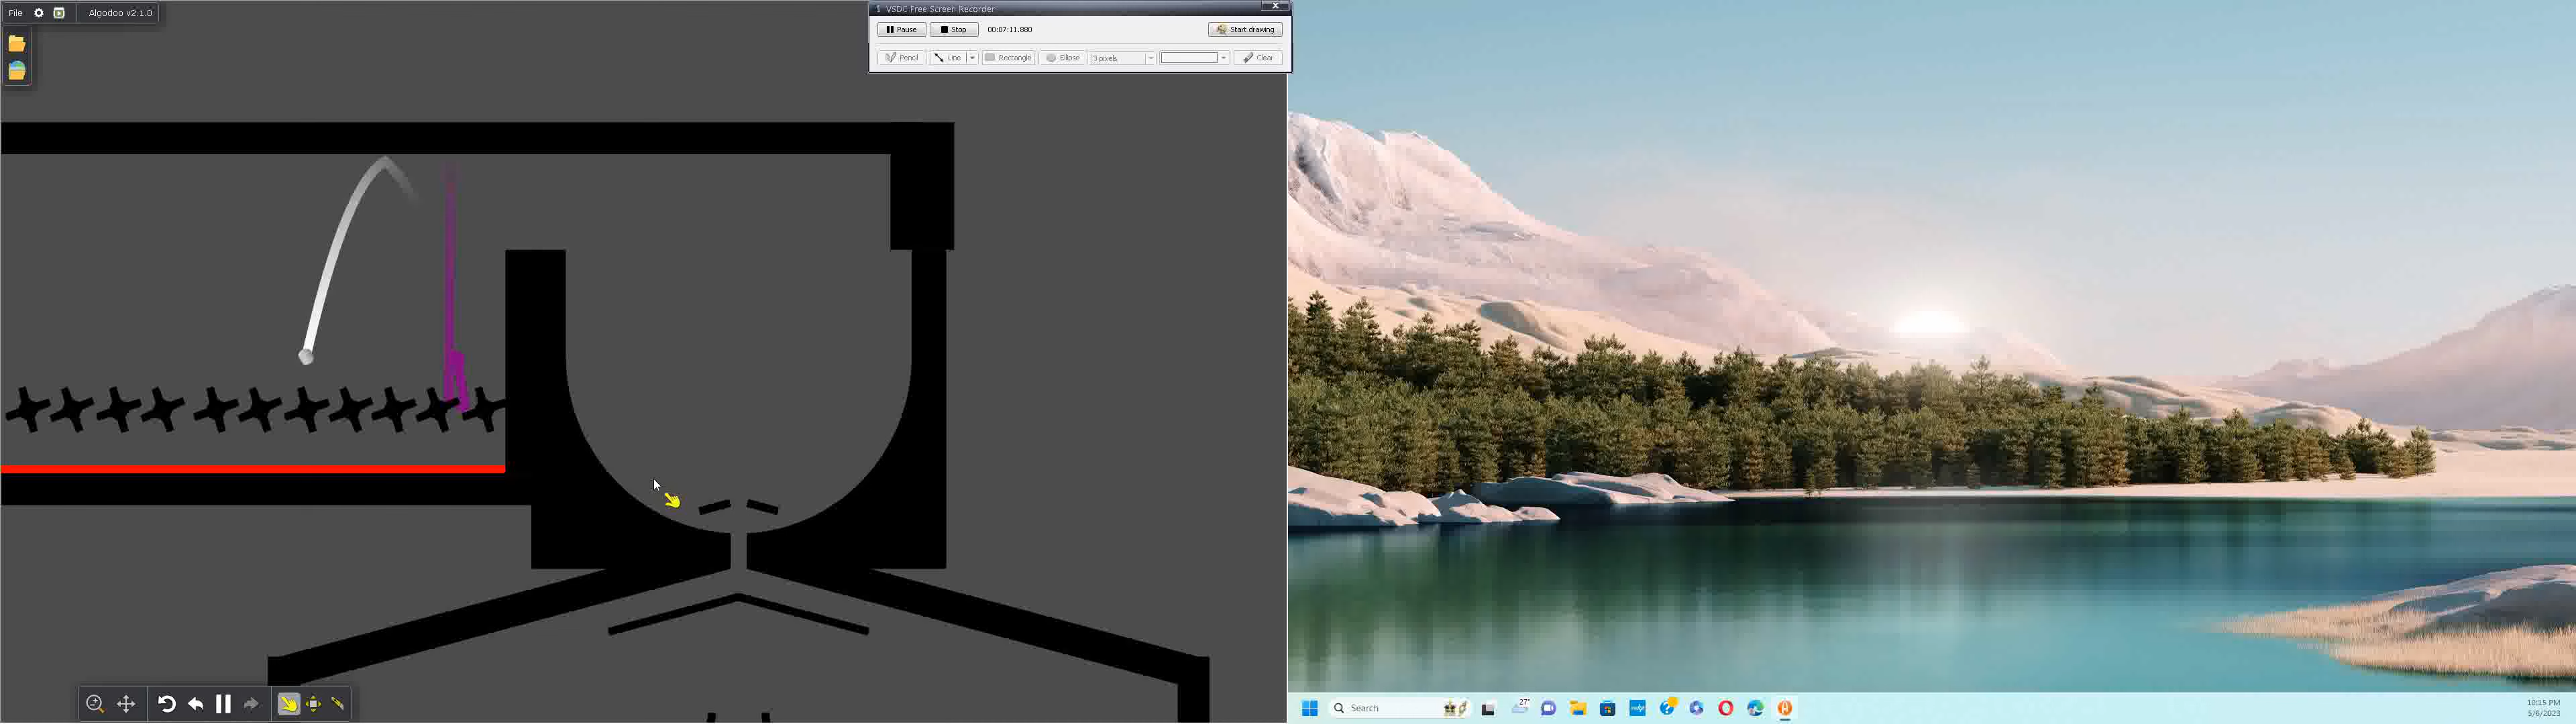 File Algodoo v2.1.0
VSDC Free Screen Recorder
Pause Stop 00:07:11.880 Start drawing
Pencil Line Rectangle Ellipse 3 pixels Clear
Search
27°
10:15 PM
5/6/2023